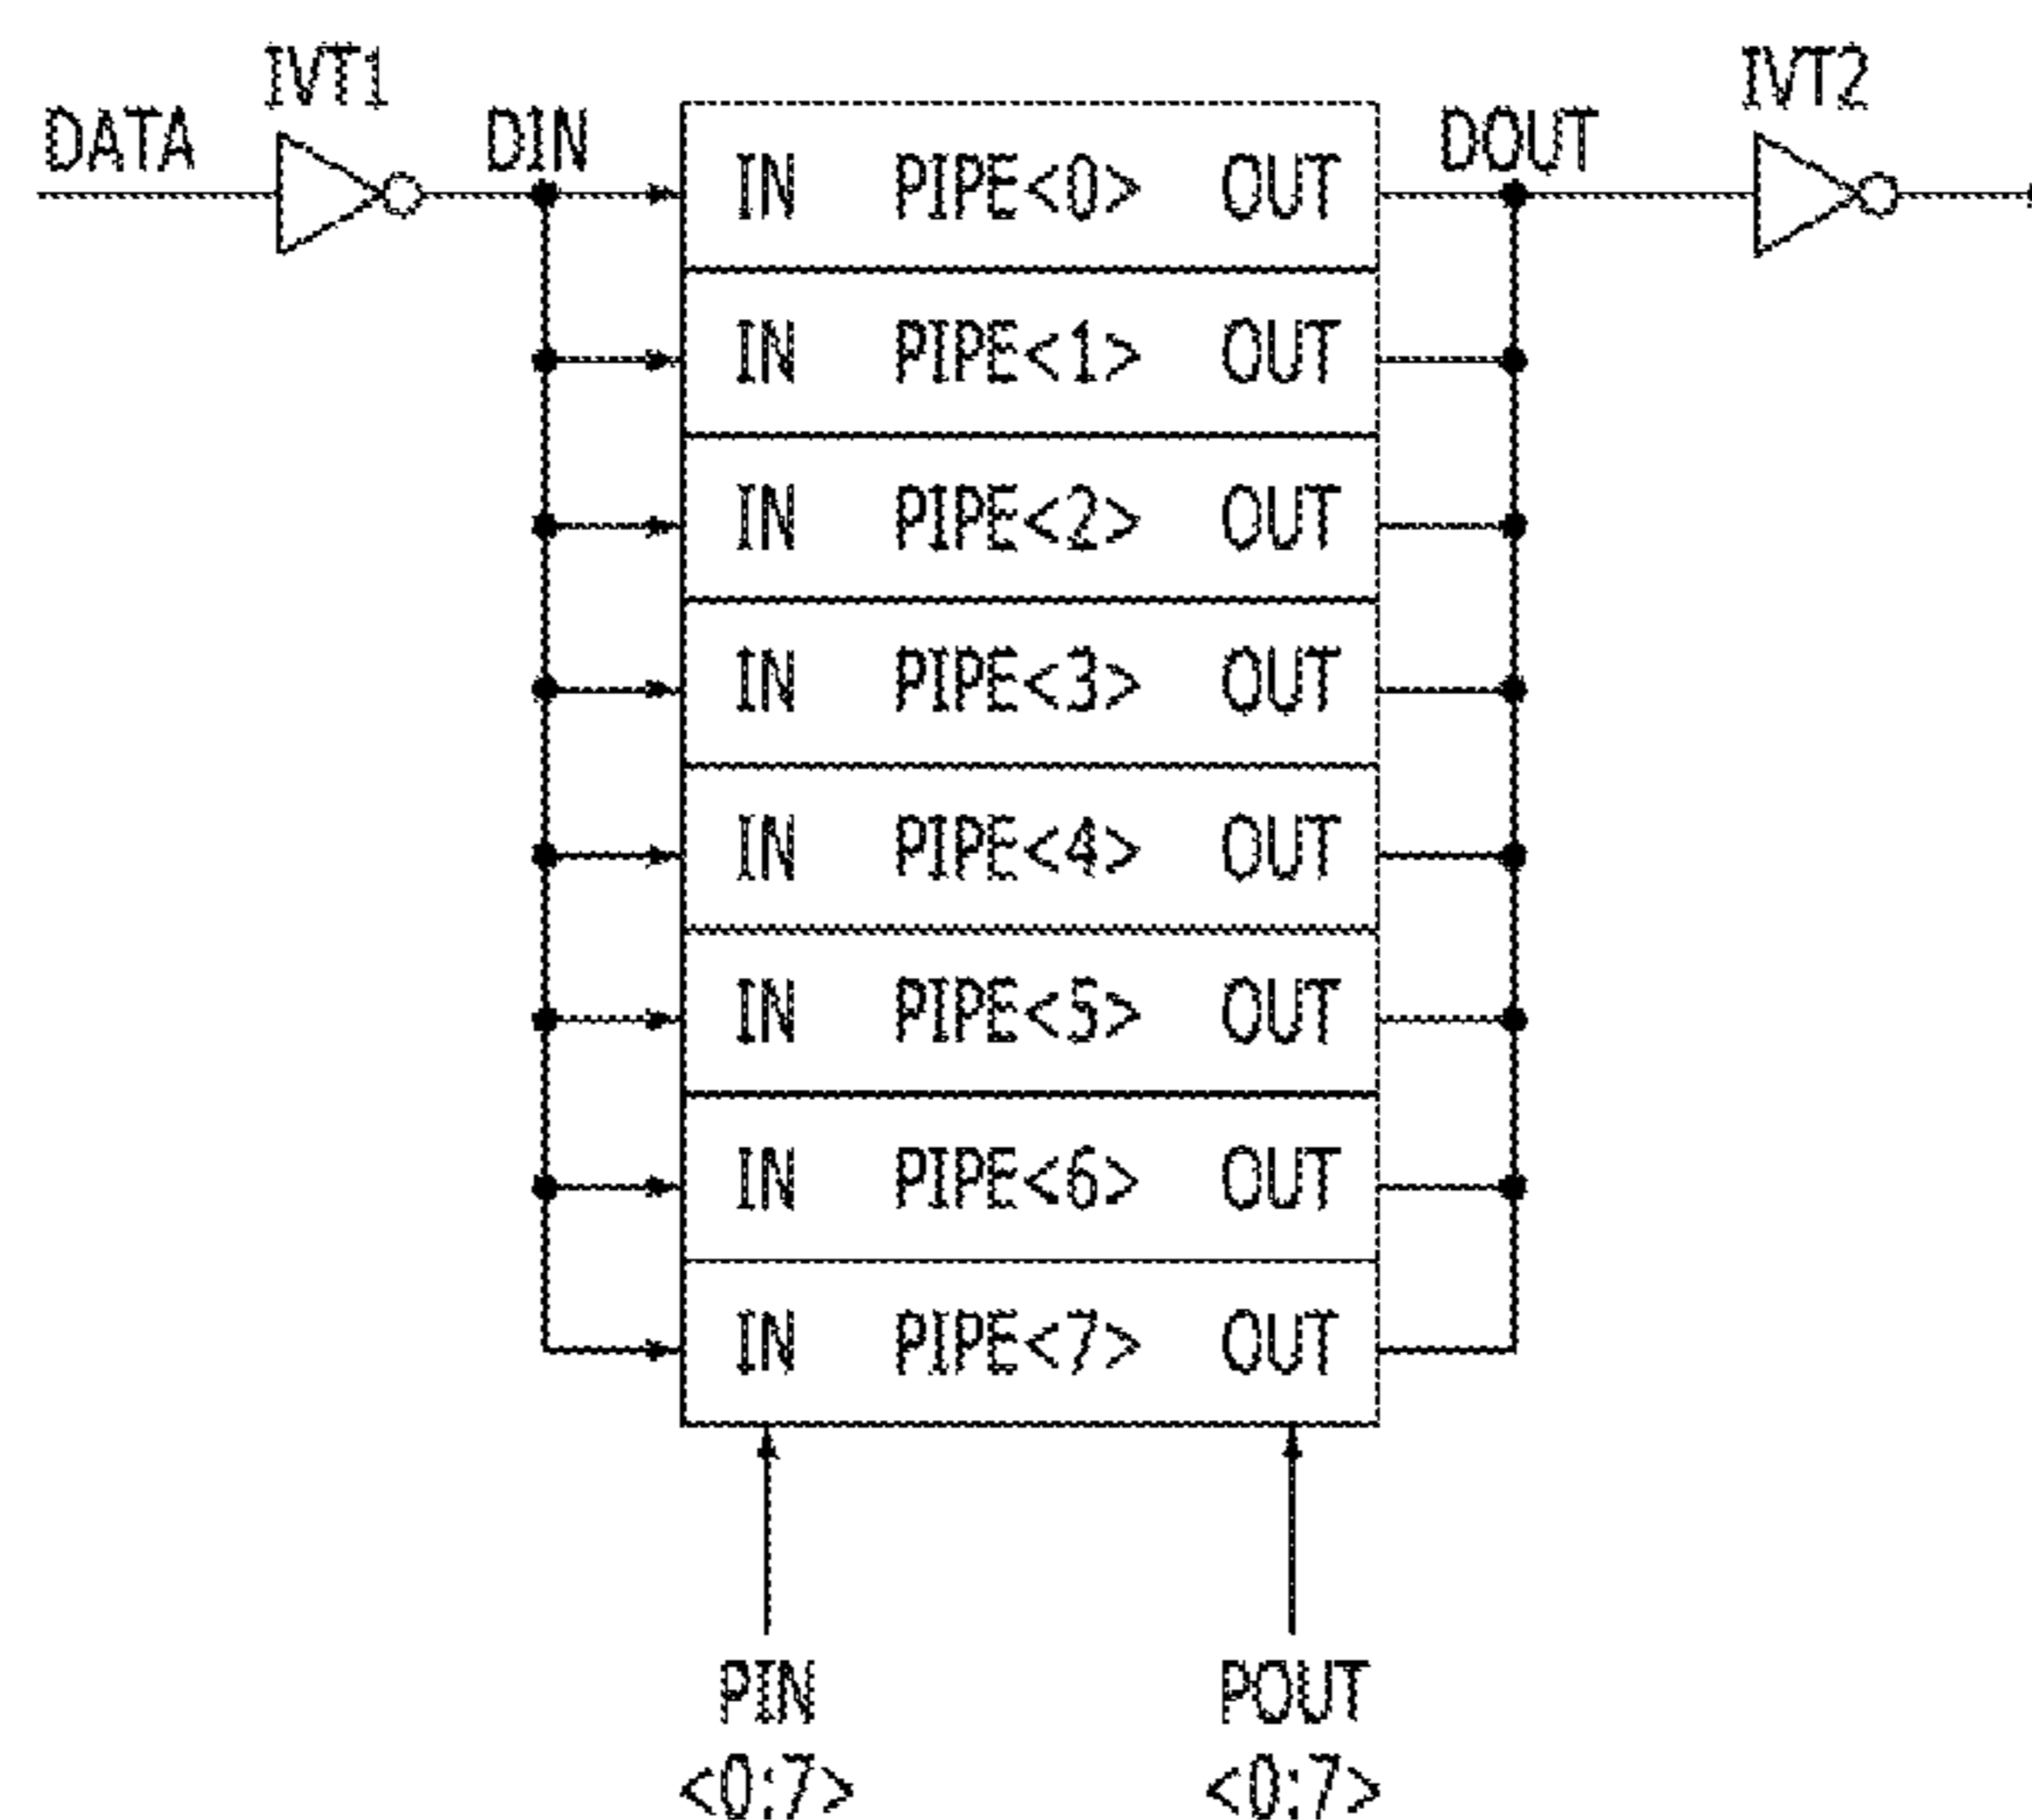 IVT1
IVT2
DATA
DIN
DOUT
IN PIPE<0> OUT
IN PIPE<1> OUT
IN PIPE<2> OUT
IN PIPE<3> OUT
IN PIPE<4> OUT
IN PIPE<5> OUT
IN PIPE<6> OUT
IN PIPE<7> OUT
PIN
<0:7>
POUT
<0:7>